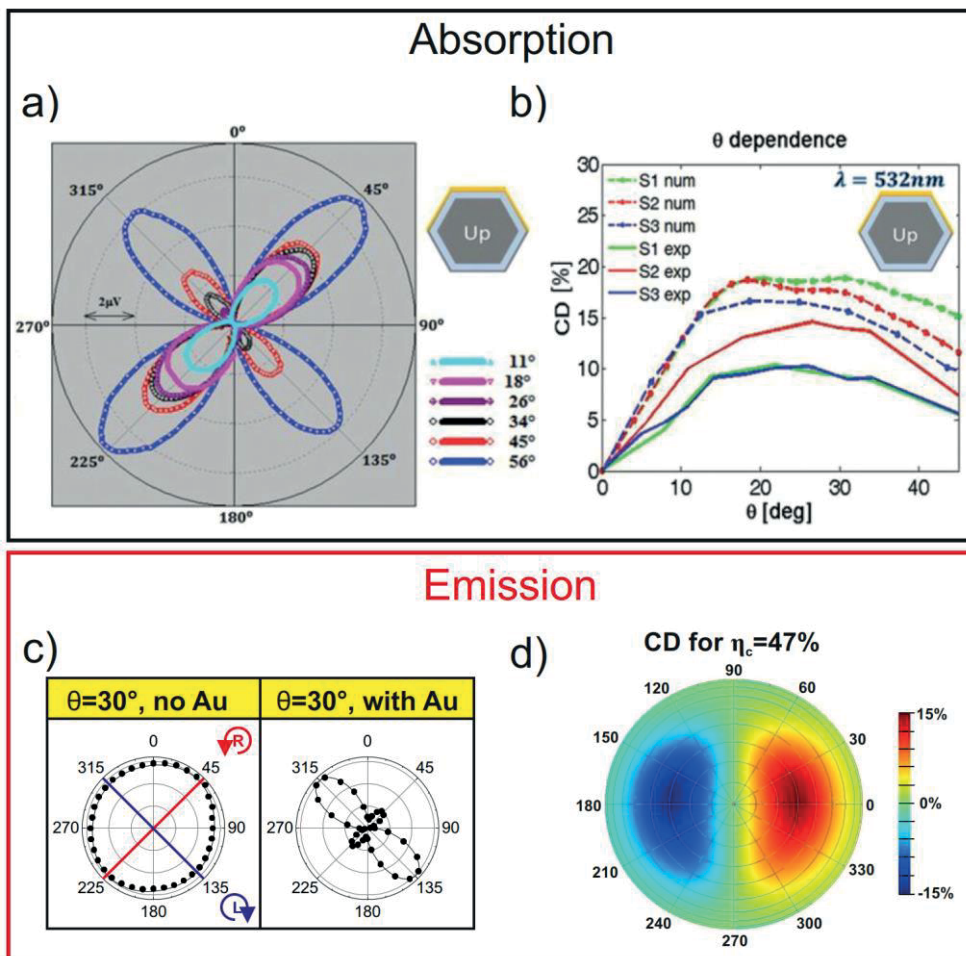 Absorption
a)
0°
315°
45°
2μV
270°
90°
225°
135°
180°
Up
11°
18°
26°
34°
45°
56°
b)
θ dependence
30
25
20
15
10
5
0
CD [%]
S1 num
S2 num
S3 num
S1 exp
S2 exp
S3 exp
λ = 532nm
Up
0 10 20 30 40
θ [deg]
Emission
c)
θ=30°, no Au
θ=30°, with Au
0
R
315
45
270
90
225
135
180
L
0
315
45
270
90
225
135
180
d)
CD for ηc=47%
90
120
60
150
30
180
0
210
330
240
300
270
15%
0%
-15%